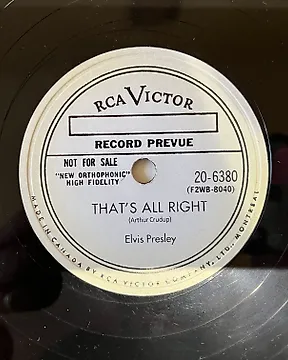 RCA VICTOR
RECORD PREVUE
NOT FOR SALE
"NEW ORTHOPHONIC"
HIGH FIDELITY
20-6380
(F2WB-8040)
THAT'S ALL RIGHT
(Arthur Crudup)
Elvis Presley
MADE IN CANADA BY RCA VICTOR COMPANY, LTD., MONTREAL